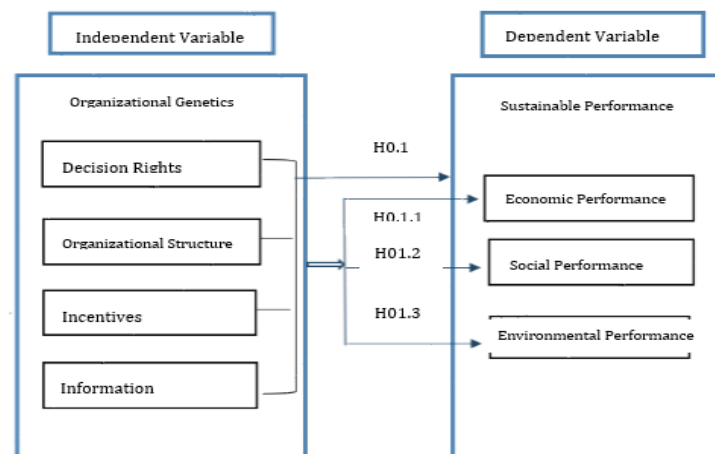 Independent Variable
Dependent Variable
Organizational Genetics
Sustainable Performance
Decision Rights
Organizational Structure
Incentives
Information
H0.1
H0.1.1
H01.2
H01.3
Economic Performance
Social Performance
Environmental Performance